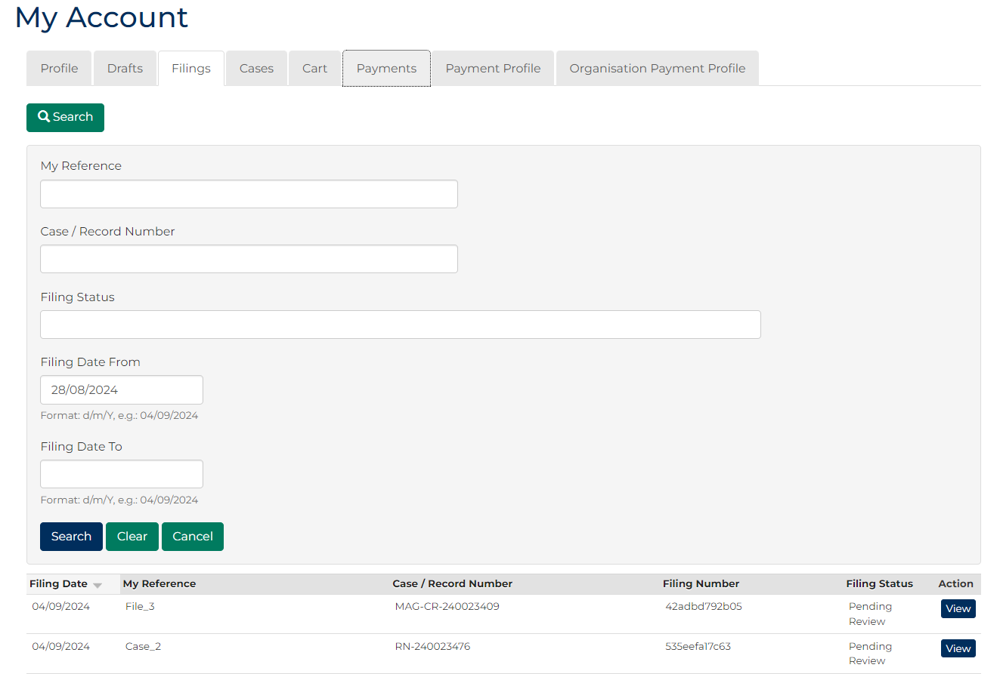 My Account
Profile Drafts Filings Cases Cart Payments Payment Profile Organisation Payment Profile
Search
My Reference
Case / Record Number
Filing Status
Filing Date From
28/08/2024
Format: d/m/Y, e.g.: 04/09/2024
Filing Date To
Format: d/m/Y, e.g.: 04/09/2024
Search Clear Cancel
Filing Date My Reference Case / Record Number Filing Number Filing Status Action
04/09/2024 File_3 MAG-CR-240023409 42adbd792b05 Pending View
Review
04/09/2024 Case_2 RN-240023476 535eefa17c63 Pending View
Review